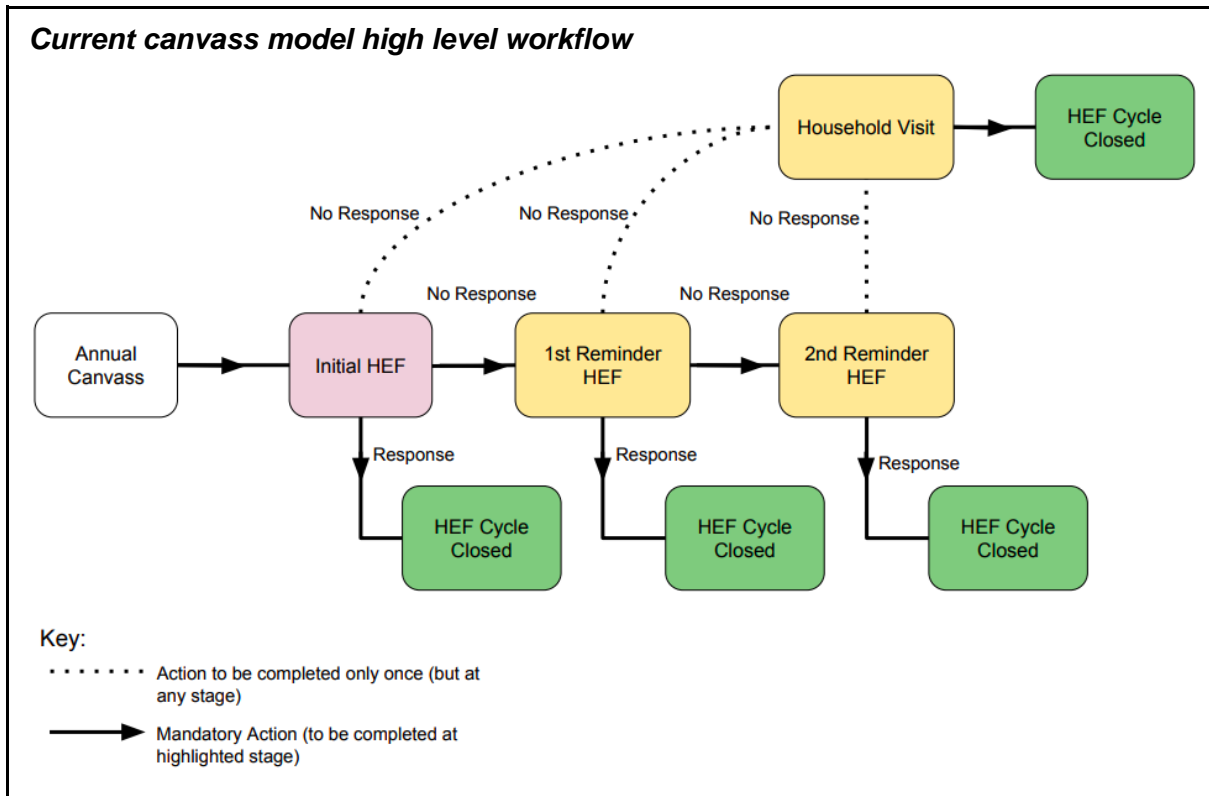 Current canvass model high level workflow
Household Visit
HEF Cycle
Closed
No Response
No Response
No Response
No Response
No Response
Annual
Canvass
Initial HEF
1st Reminder
HEF
2nd Reminder
HEF
Response
Response
Response
HEF Cycle
Closed
HEF Cycle
Closed
HEF Cycle
Closed
Key:
Action to be completed only once (but at
any stage)
Mandatory Action (to be completed at
highlighted stage)